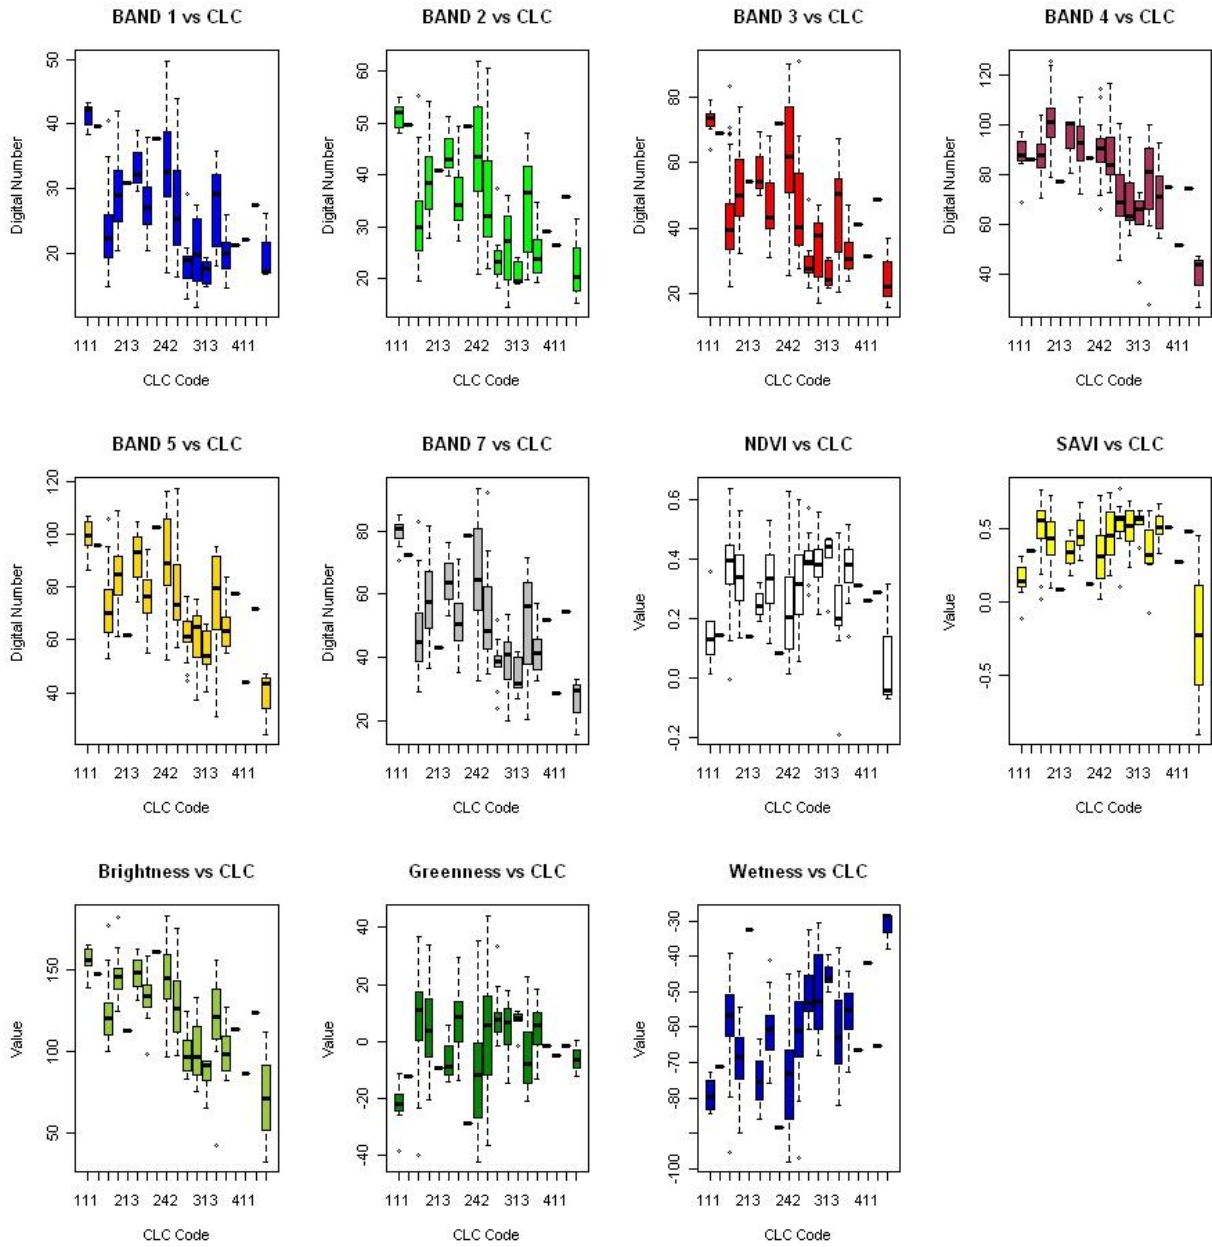 BAND 1 vs CLC
BAND 2 vs CLC
BAND 3 vs CLC
BAND 4 vs CLC
Digital Number
50
40
30
20
111 213 242 313 411
CLC Code
Digital Number
60
50
40
30
20
111 213 242 313 411
CLC Code
Digital Number
80
60
40
20
111 213 242 313 411
CLC Code
Digital Number
120
100
80
60
40
111 213 242 313 411
CLC Code
BAND 5 vs CLC
BAND 7 vs CLC
NDVI vs CLC
SAVI vs CLC
Digital Number
120
100
80
60
40
111 213 242 313 411
CLC Code
Digital Number
80
60
40
20
111 213 242 313 411
CLC Code
Value
0.6
0.4
0.2
0.0
-0.2
111 213 242 313 411
CLC Code
Value
0.5
0.0
-0.5
111 213 242 313 411
CLC Code
Brightness vs CLC
Greenness vs CLC
Wetness vs CLC
Value
150
100
50
111 213 242 313 411
CLC Code
Value
40
20
0
-20
-40
111 213 242 313 411
CLC Code
Value
-30
-40
-50
-60
-70
-80
-100
111 213 242 313 411
CLC Code